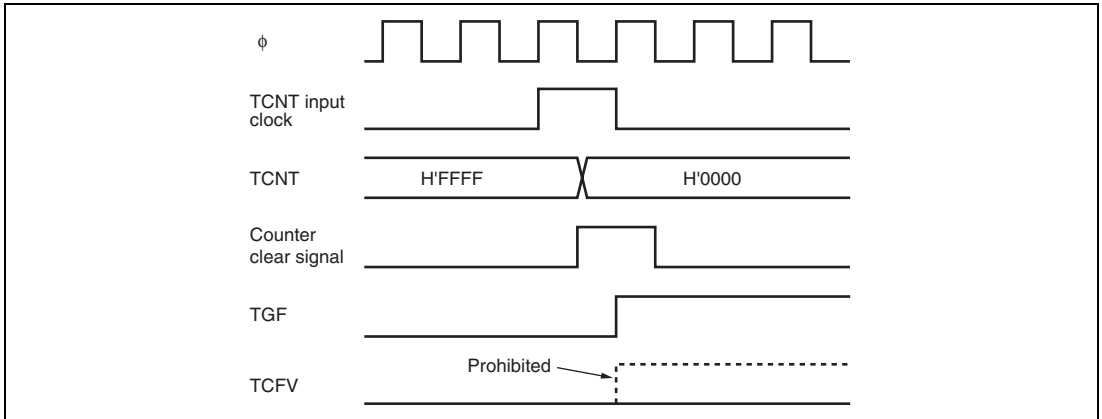 ϕ
TCNT input
clock
TCNT
H'FFFF
H'0000
Counter
clear signal
TGF
Prohibited
TCFV